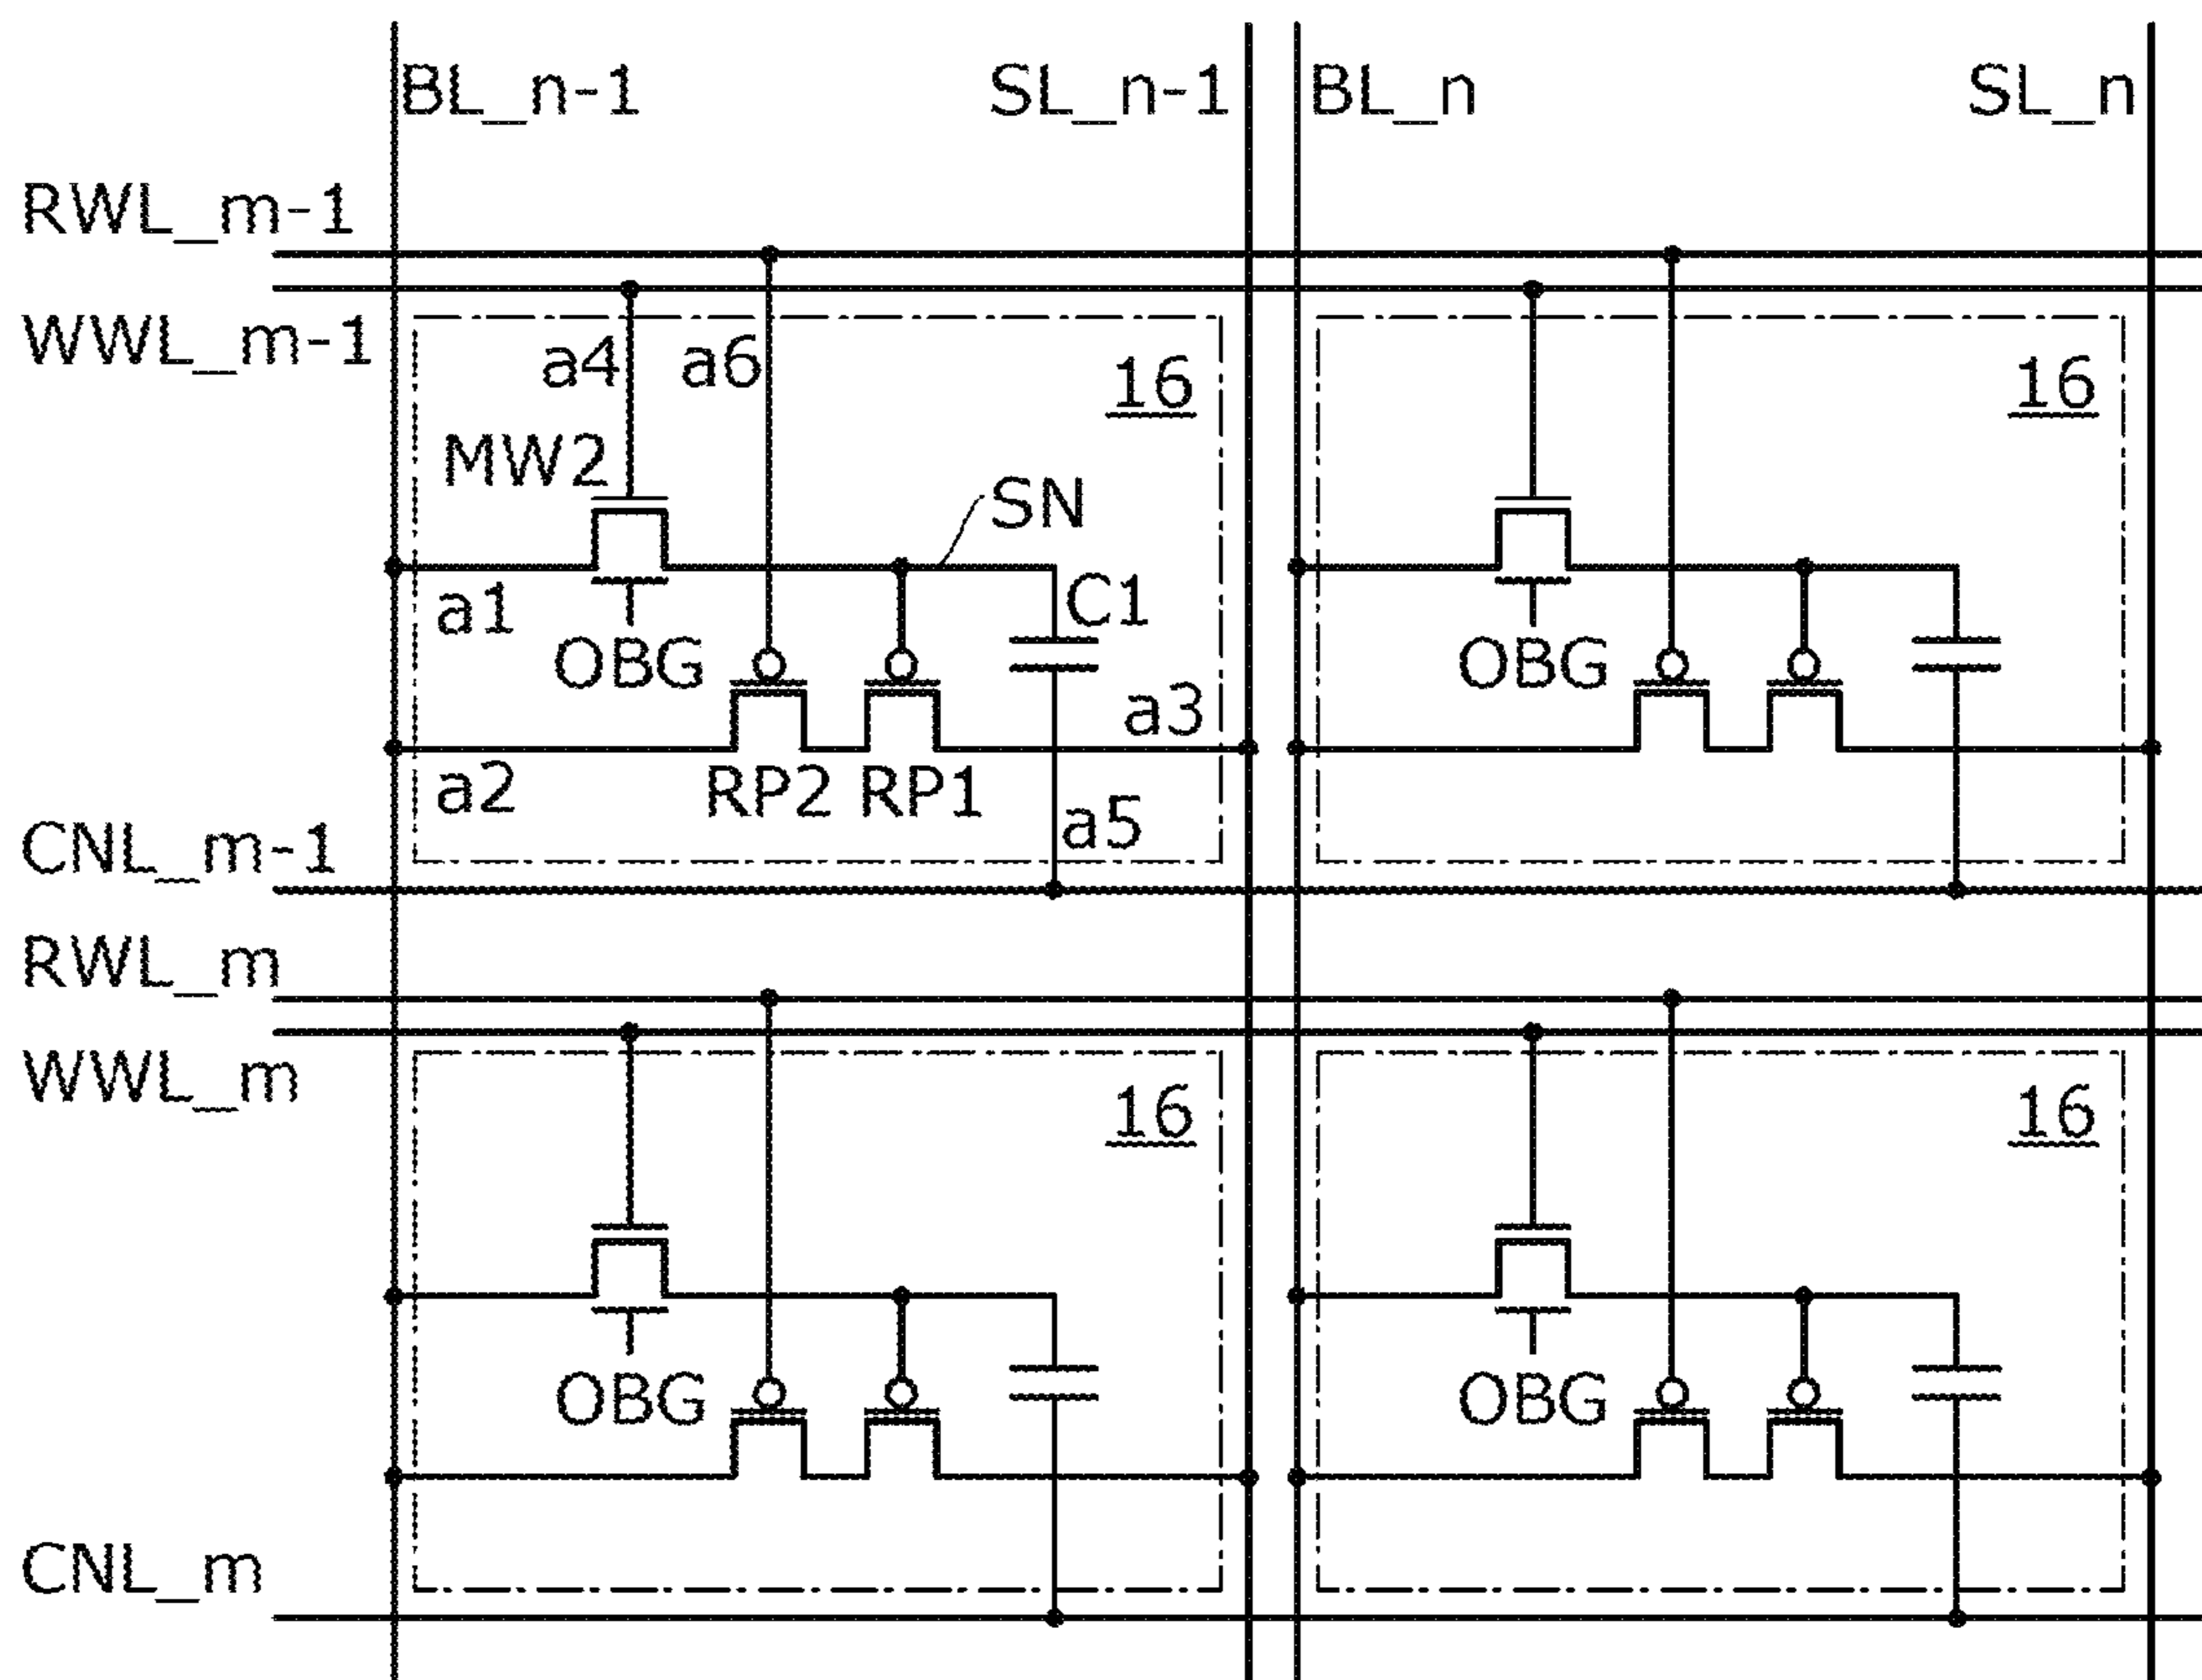 BL_n-1 SL_n-1 BL_n SL_n
RWL_m-1
WWL_m-1
a4 a6 16 16
MW2
SN
a1 C1
OBG OBG
a3
a2 RP2 RP1
a5
CNL_m-1
RWL_m
WWL_m
16 16
OBG OBG
CNL_m